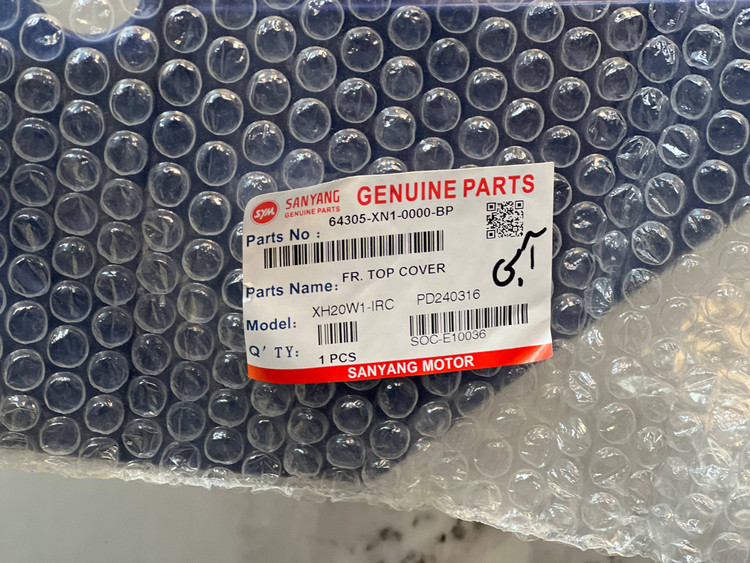 SYM SANYANG GENUINE PARTS GENUINE PARTS
64305-XN1-0000-BP
Parts No :
FR. TOP COVER
Parts Name:
XH20W1-IRC PD240316
Model:
SOC-E10036
Q' TY: 1 PCS
SANYANG MOTOR